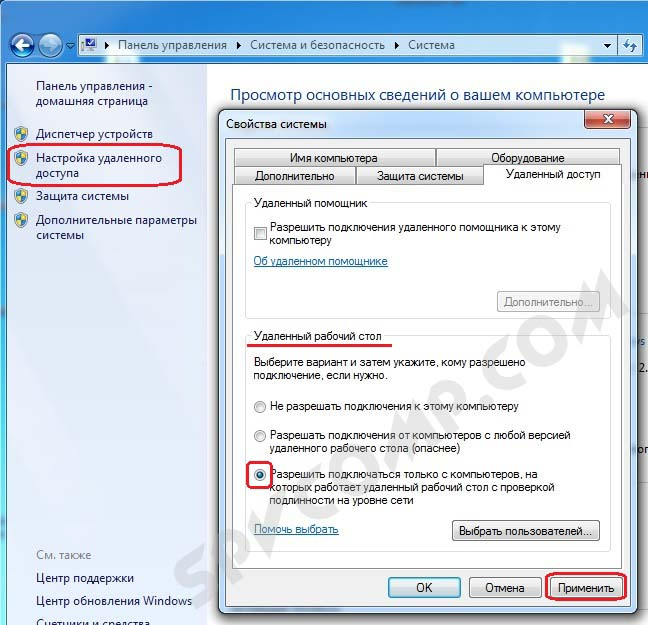 Панель управления ▸ Система и безопасность ▸ Система
Панель управления -
домашняя страница
Диспетчер устройств
Настройка удаленного
доступа
Защита системы
Дополнительные параметры
системы
См. также
Центр поддержки
Центр обновления Windows
Счетчики и средства
Просмотр основных сведений о вашем компьютере
Свойства системы
Имя компьютера
Оборудование
Дополнительно
Защита системы
Удаленный доступ
Удаленный помощник
Разрешить подключения удаленного помощника к этому
компьютеру
Об удаленном помощнике
Дополнительно...
Удаленный рабочий стол
Выберите вариант и затем укажите, кому разрешено
подключение, если нужно.
Не разрешать подключения к этому компьютеру
Разрешать подключения от компьютеров с любой версией
удаленного рабочего стола (опаснее)
Разрешить подключаться только с компьютеров, на
которых работает удаленный рабочий стол с проверкой
подлинности на уровне сети
Помочь выбрать
Выбрать пользователей...
OK
Отмена
Применить
SPVCOMP.COM